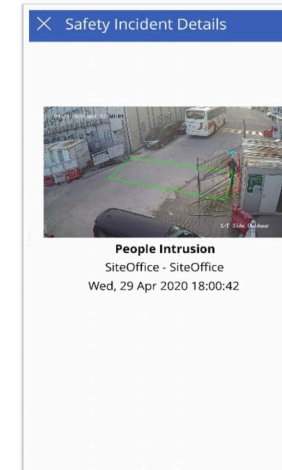 Safety Incident Details
People Intrusion
SiteOffice - SiteOffice
Wed, 29 Apr 2020 18:00:42